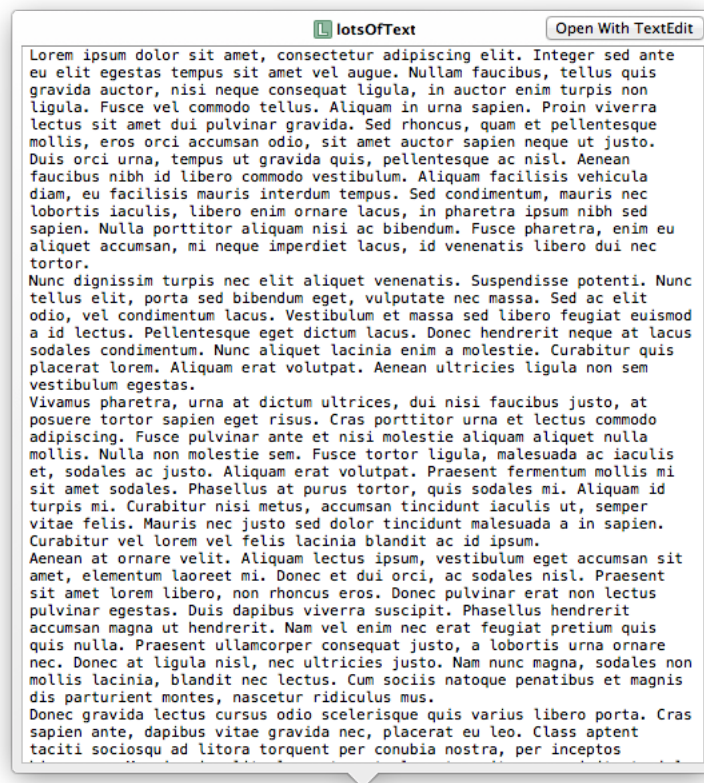 L lotsOfText
Open With TextEdit
Lorem ipsum dolor sit amet, consectetur adipiscing elit. Integer sed ante
eu elit egestas tempus sit amet vel augue. Nullam faucibus, tellus quis
gravida auctor, nisi neque consequat ligula, in auctor enim turpis non
ligula. Fusce vel commodo tellus. Aliquam in urna sapien. Proin viverra
lectus sit amet dui pulvinar gravida. Sed rhoncus, quam et pellentesque
mollis, eros orci accumsan odio, sit amet auctor sapien neque ut justo.
Duis orci urna, tempus ut gravida quis, pellentesque ac nisl. Aenean
faucibus nibh id libero commodo vestibulum. Aliquam facilisis vehicula
diam, eu facilisis mauris interdum tempus. Sed condimentum, mauris nec
lobortis iaculis, libero enim ornare lacus, in pharetra ipsum nibh sed
sapien. Nulla porttitor aliquam nisi ac bibendum. Fusce pharetra, enim eu
aliquet accumsan, mi neque imperdiet lacus, id venenatis libero dui nec
tortor.
Nunc dignissim turpis nec elit aliquet venenatis. Suspendisse potenti. Nunc
tellus elit, porta sed bibendum eget, vulputate nec massa. Sed ac elit
odio, vel condimentum lacus. Vestibulum et massa sed libero feugiat euismod
a id lectus. Pellentesque eget dictum lacus. Donec hendrerit neque at lacus
sodales condimentum. Nunc aliquet lacinia enim a molestie. Curabitur quis
placerat lorem. Aliquam erat volutpat. Aenean ultricies ligula non sem
vestibulum egestas.
Vivamus pharetra, urna at dictum ultrices, dui nisi faucibus justo, at
posuere tortor sapien eget risus. Cras porttitor urna et lectus commodo
adipiscing. Fusce pulvinar ante et nisi molestie aliquam aliquet nulla
mollis. Nulla non molestie sem. Fusce tortor ligula, malesuada ac iaculis
et, sodales ac justo. Aliquam erat volutpat. Praesent fermentum mollis mi
sit amet sodales. Phasellus at purus tortor, quis sodales mi. Aliquam id
turpis mi. Curabitur nisi metus, accumsan tincidunt iaculis ut, semper
vitae felis. Mauris nec justo sed dolor tincidunt malesuada a in sapien.
Curabitur vel lorem vel felis lacinia blandit ac id ipsum.
Aenean at ornare velit. Aliquam lectus ipsum, vestibulum eget accumsan sit
amet, elementum laoreet mi. Donec et dui orci, ac sodales nisl. Praesent
sit amet lorem libero, non rhoncus eros. Donec pulvinar erat non lectus
pulvinar egestas. Duis dapibus viverra suscipit. Phasellus hendrerit
accumsan magna ut hendrerit. Nam vel enim nec erat feugiat pretium quis
quis nulla. Praesent ullamcorper consequat justo, a lobortis urna ornare
nec. Donec at ligula nisl, nec ultricies justo. Nam nunc magna, sodales non
mollis lacinia, blandit nec lectus. Cum sociis natoque penatibus et magnis
dis parturient montes, nascetur ridiculus mus.
Donec gravida lectus cursus odio scelerisque quis varius libero porta. Cras
sapien ante, dapibus vitae gravida nec, placerat eu leo. Class aptent
taciti sociosqu ad litora torquent per conubia nostra, per inceptos